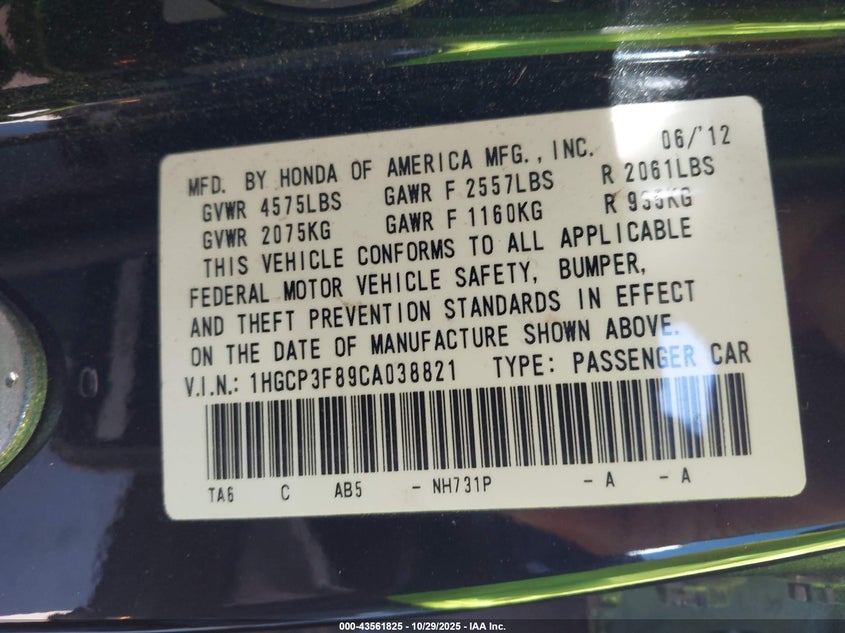 MFD. BY HONDA OF AMERICA MFG., INC. 06/'12
GVWR 4575LBS GAWR F 2557LBS R 2061LBS
GVWR 2075KG GAWR F 1160KG R
THIS VEHICLE CONFORMS TO ALL APPLICABLE
FEDERAL MOTOR VEHICLE SAFETY, BUMPER,
AND THEFT PREVENTION STANDARDS IN EFFECT
ON THE DATE OF MANUFACTURE SHOWN ABOVE.
V.I.N.: 1HGCP3F89CA038821 TYPE: PASSENGER CAR
TA6 C AB5 - NH731P - A - A
000-43561825 - 10/29/2025 - IAA Inc.